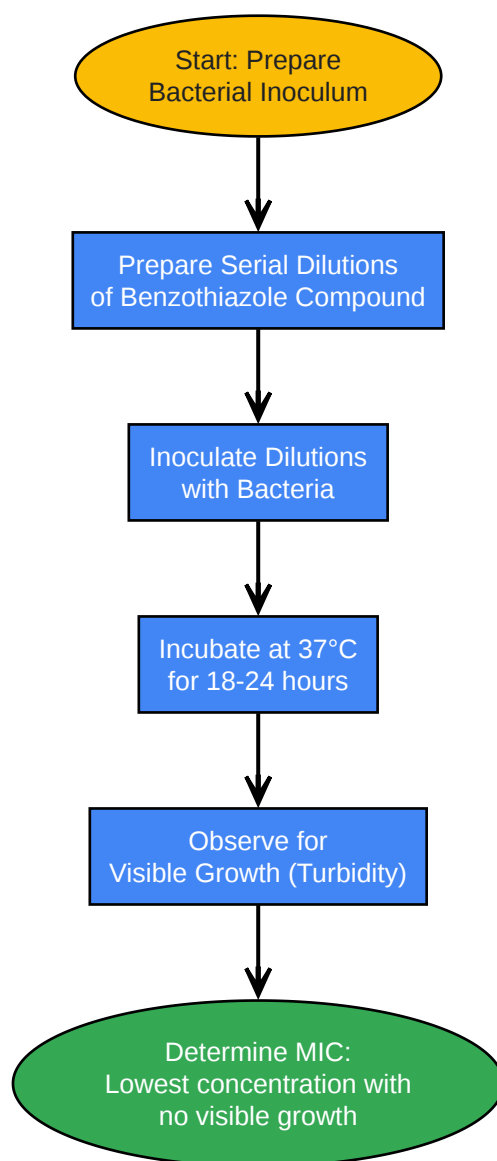 Start: Prepare
Bacterial Inoculum
Prepare Serial Dilutions
of Benzothiazole Compound
Inoculate Dilutions
with Bacteria
Incubate at 37°C
for 18-24 hours
Observe for
Visible Growth (Turbidity)
Determine MIC:
Lowest concentration with
no visible growth